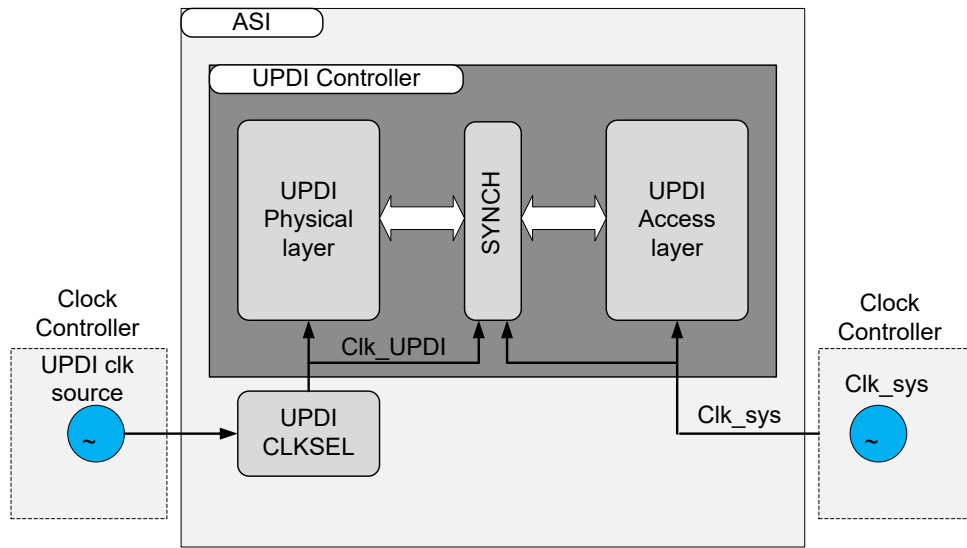 ASI
UPDI Controller
UPDI
Physical
layer
SYNCH
UPDI
Access
layer
Clock
Controller
UPDI clk
source
~
Clk_UPDI
UPDI
CLKSEL
Clk_sys
Clock
Controller
Clk_sys
~